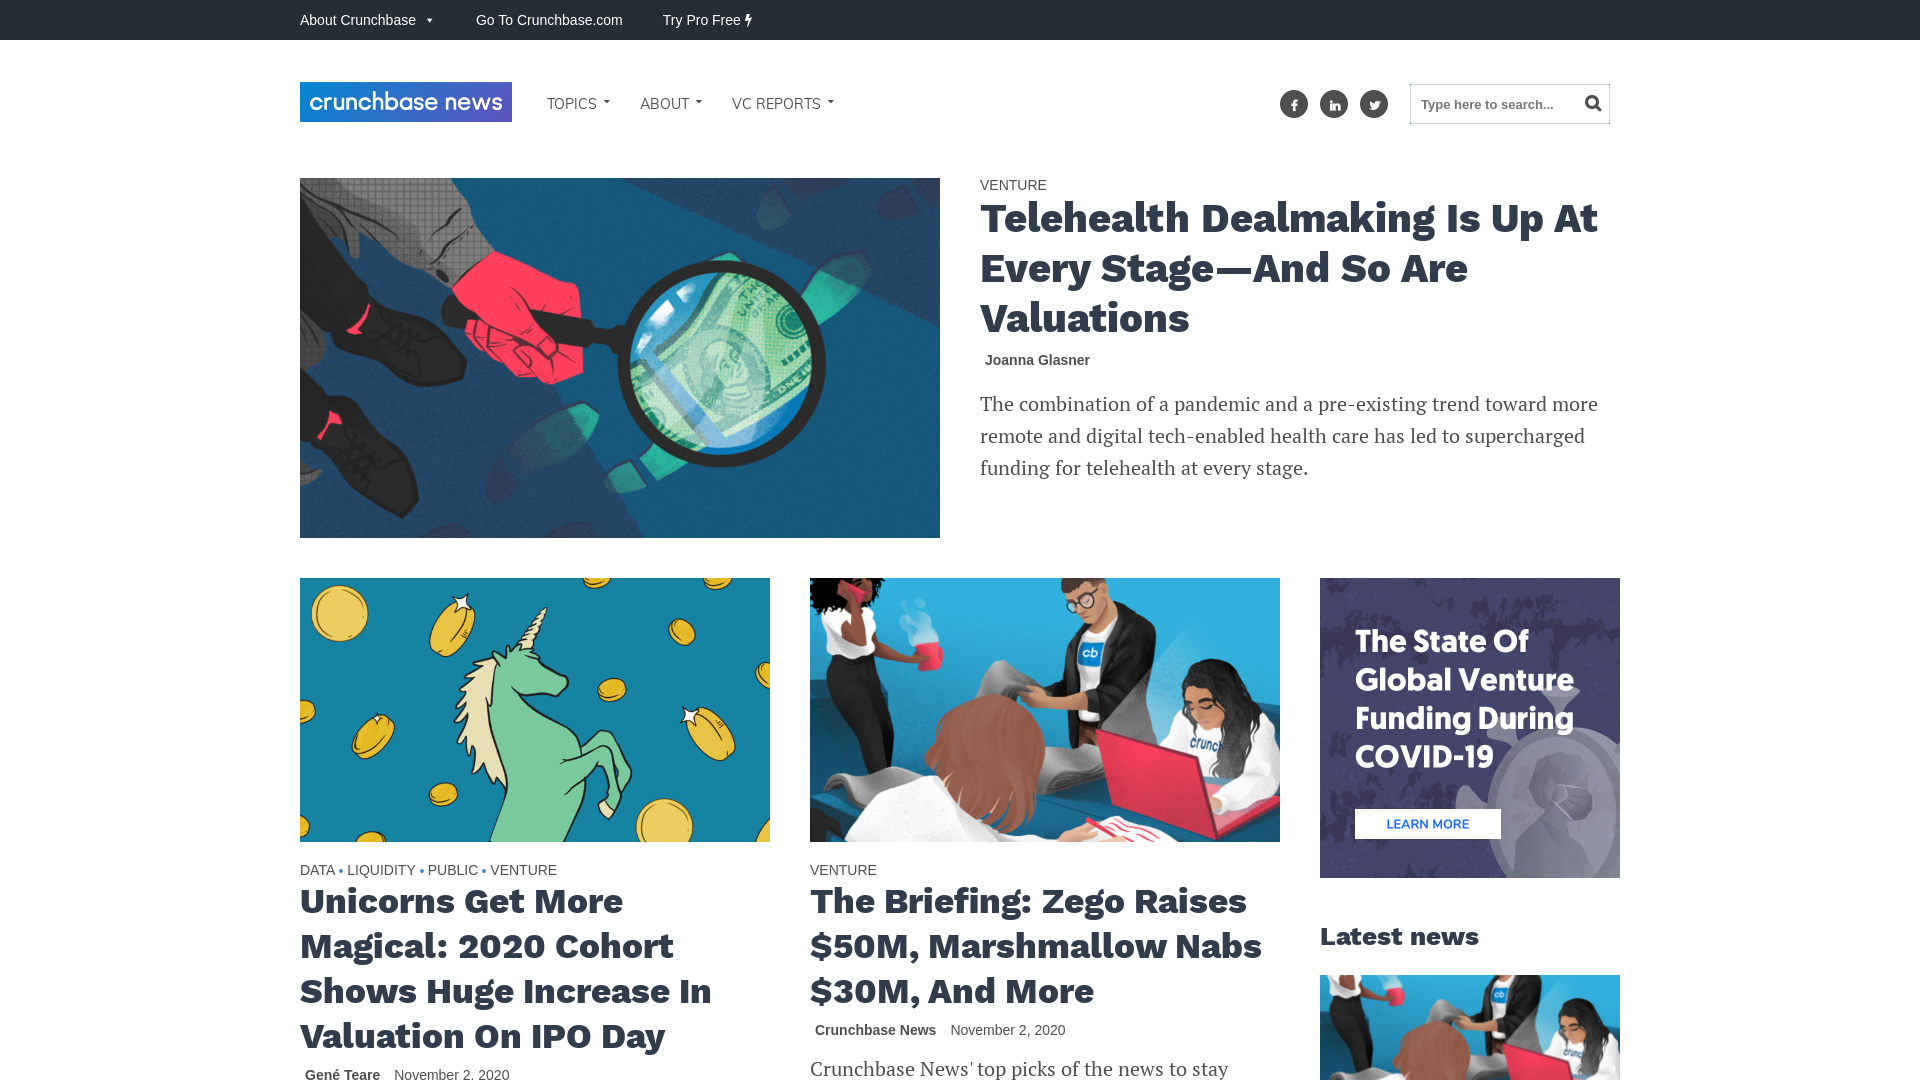 About Crunchbase
Go To Crunchbase.com
Try Pro Free
crunchbase news
TOPICS
ABOUT
VC REPORTS
Type here to search...
VENTURE
Telehealth Dealmaking Is Up At
Every Stage—And So Are
Valuations
Joanna Glasner
The combination of a pandemic and a pre-existing trend toward more
remote and digital tech-enabled health care has led to supercharged
funding for telehealth at every stage.
cb
crunch
DATA • LIQUIDITY • PUBLIC • VENTURE
Unicorns Get More
Magical: 2020 Cohort
Shows Huge Increase In
Valuation On IPO Day
Gené Teare November 2, 2020
VENTURE
The Briefing: Zego Raises
$50M, Marshmallow Nabs
$30M, And More
Crunchbase News November 2, 2020
Crunchbase News' top picks of the news to stay
The State Of
Global Venture
Funding During
COVID-19
LEARN MORE
Latest news
cb
crunch